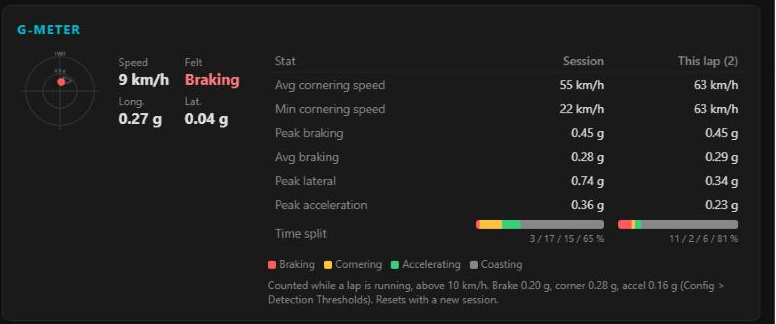 G-METER
Speed Felt
9 km/h Braking
Long. Lat.
0.27 g 0.04 g
Stat Session This lap (2)
Avg cornering speed 55 km/h 63 km/h
Min cornering speed 22 km/h 63 km/h
Peak braking 0.45 g 0.45 g
Avg braking 0.28 g 0.29 g
Peak lateral 0.74 g 0.34 g
Peak acceleration 0.36 g 0.23 g
Time split 3 / 17 / 15 / 65 % 11 / 2 / 6 / 81 %
Braking Cornering Accelerating Coasting
Counted while a lap is running, above 10 km/h. Brake 0.20 g, corner 0.28 g, accel 0.16 g (Config >
Detection Thresholds). Resets with a new session.